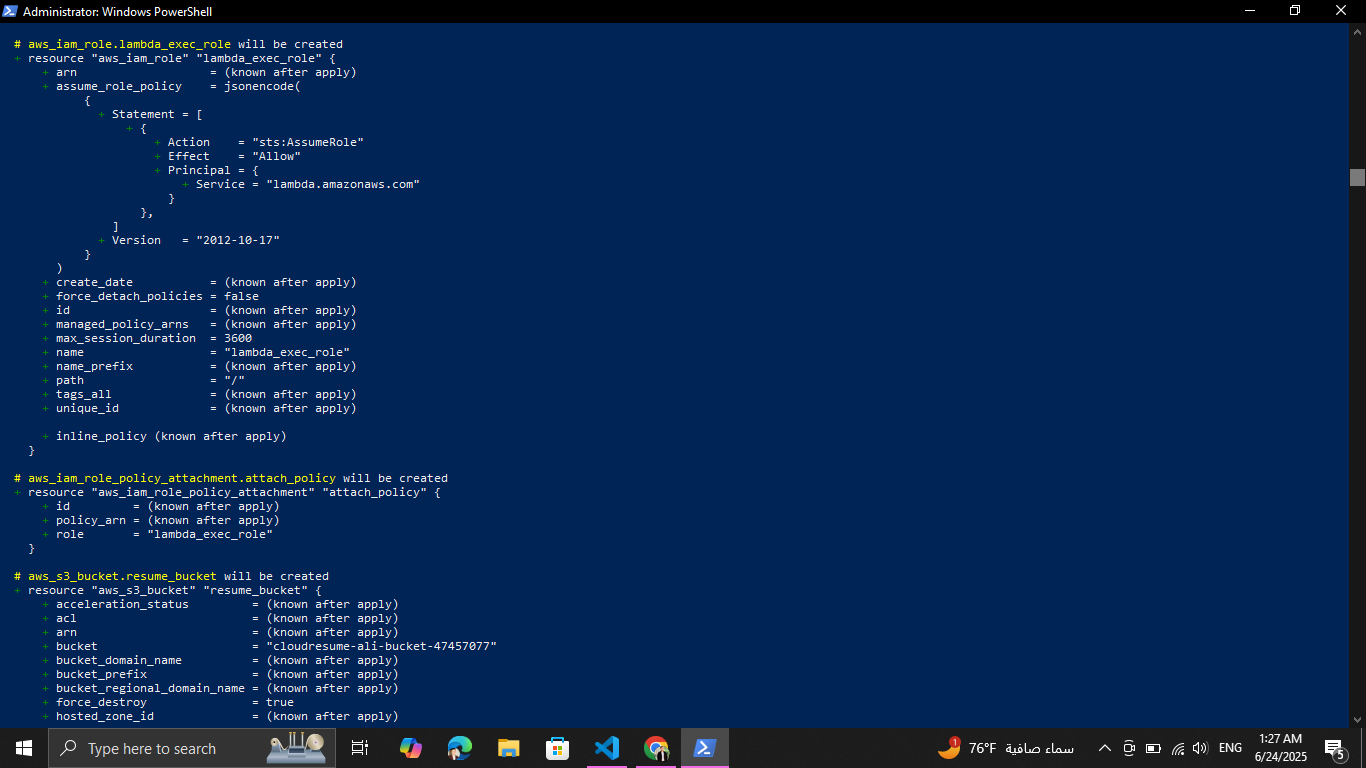 Administrator: Windows PowerShell
# aws_iam_role.lambda_exec_role will be created
+ resource "aws_iam_role" "lambda_exec_role" {
+ arn = (known after apply)
+ assume_role_policy = jsonencode(
{
+ Statement = [
+ {
+ Action = "sts:AssumeRole"
+ Effect = "Allow"
+ Principal = {
+ Service = "lambda.amazonaws.com"
}
},
]
+ Version = "2012-10-17"
}
)
+ create_date = (known after apply)
+ force_detach_policies = false
+ id = (known after apply)
+ managed_policy_arns = (known after apply)
+ max_session_duration = 3600
+ name = "lambda_exec_role"
+ name_prefix = (known after apply)
+ path = "/"
+ tags_all = (known after apply)
+ unique_id = (known after apply)
+ inline_policy (known after apply)
}
# aws_iam_role_policy_attachment.attach_policy will be created
+ resource "aws_iam_role_policy_attachment" "attach_policy" {
+ id = (known after apply)
+ policy_arn = (known after apply)
+ role = "lambda_exec_role"
}
# aws_s3_bucket.resume_bucket will be created
+ resource "aws_s3_bucket" "resume_bucket" {
+ acceleration_status = (known after apply)
+ acl = (known after apply)
+ arn = (known after apply)
+ bucket = "cloudresume-ali-bucket-47457077"
+ bucket_domain_name = (known after apply)
+ bucket_prefix = (known after apply)
+ bucket_regional_domain_name = (known after apply)
+ force_destroy = true
+ hosted_zone_id = (known after apply)
Type here to search
1
76°F سماء صافية
ENG
1:27 AM
6/24/2025
5